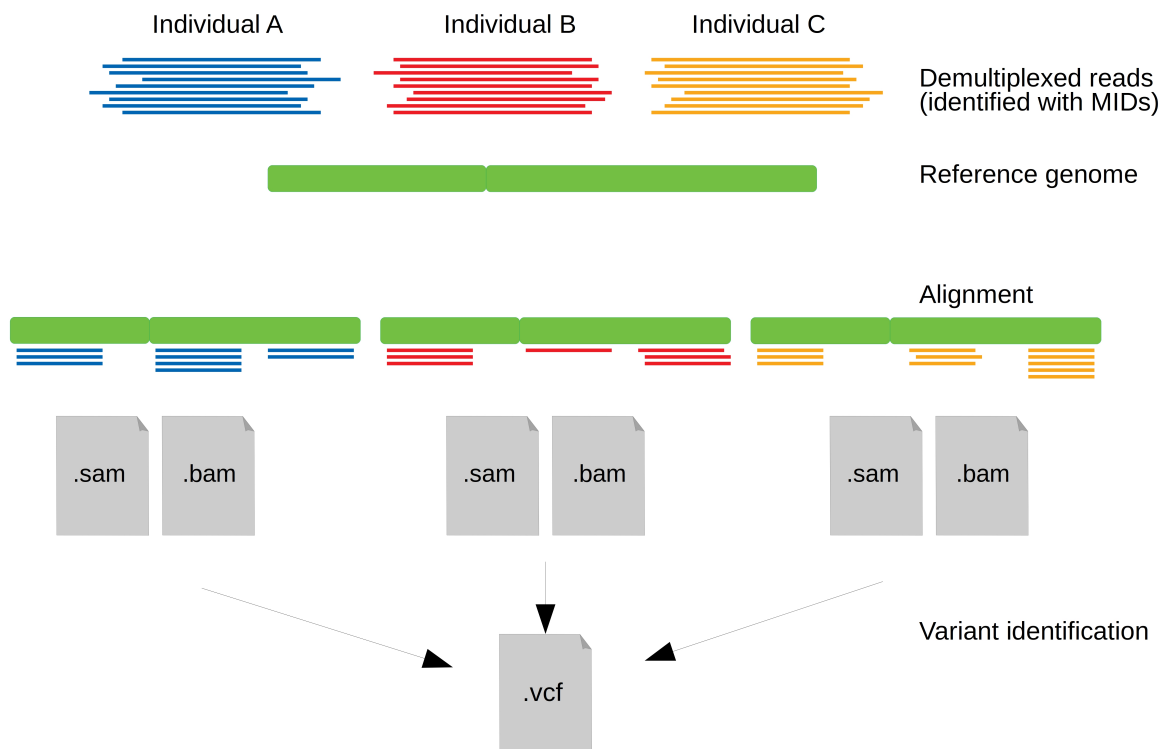 Individual A
Individual B
Individual C
Demultiplexed reads
(identified with MIDs)
Reference genome
Alignment
.sam
.bam
.sam
.bam
.sam
.bam
Variant identification
.vcf